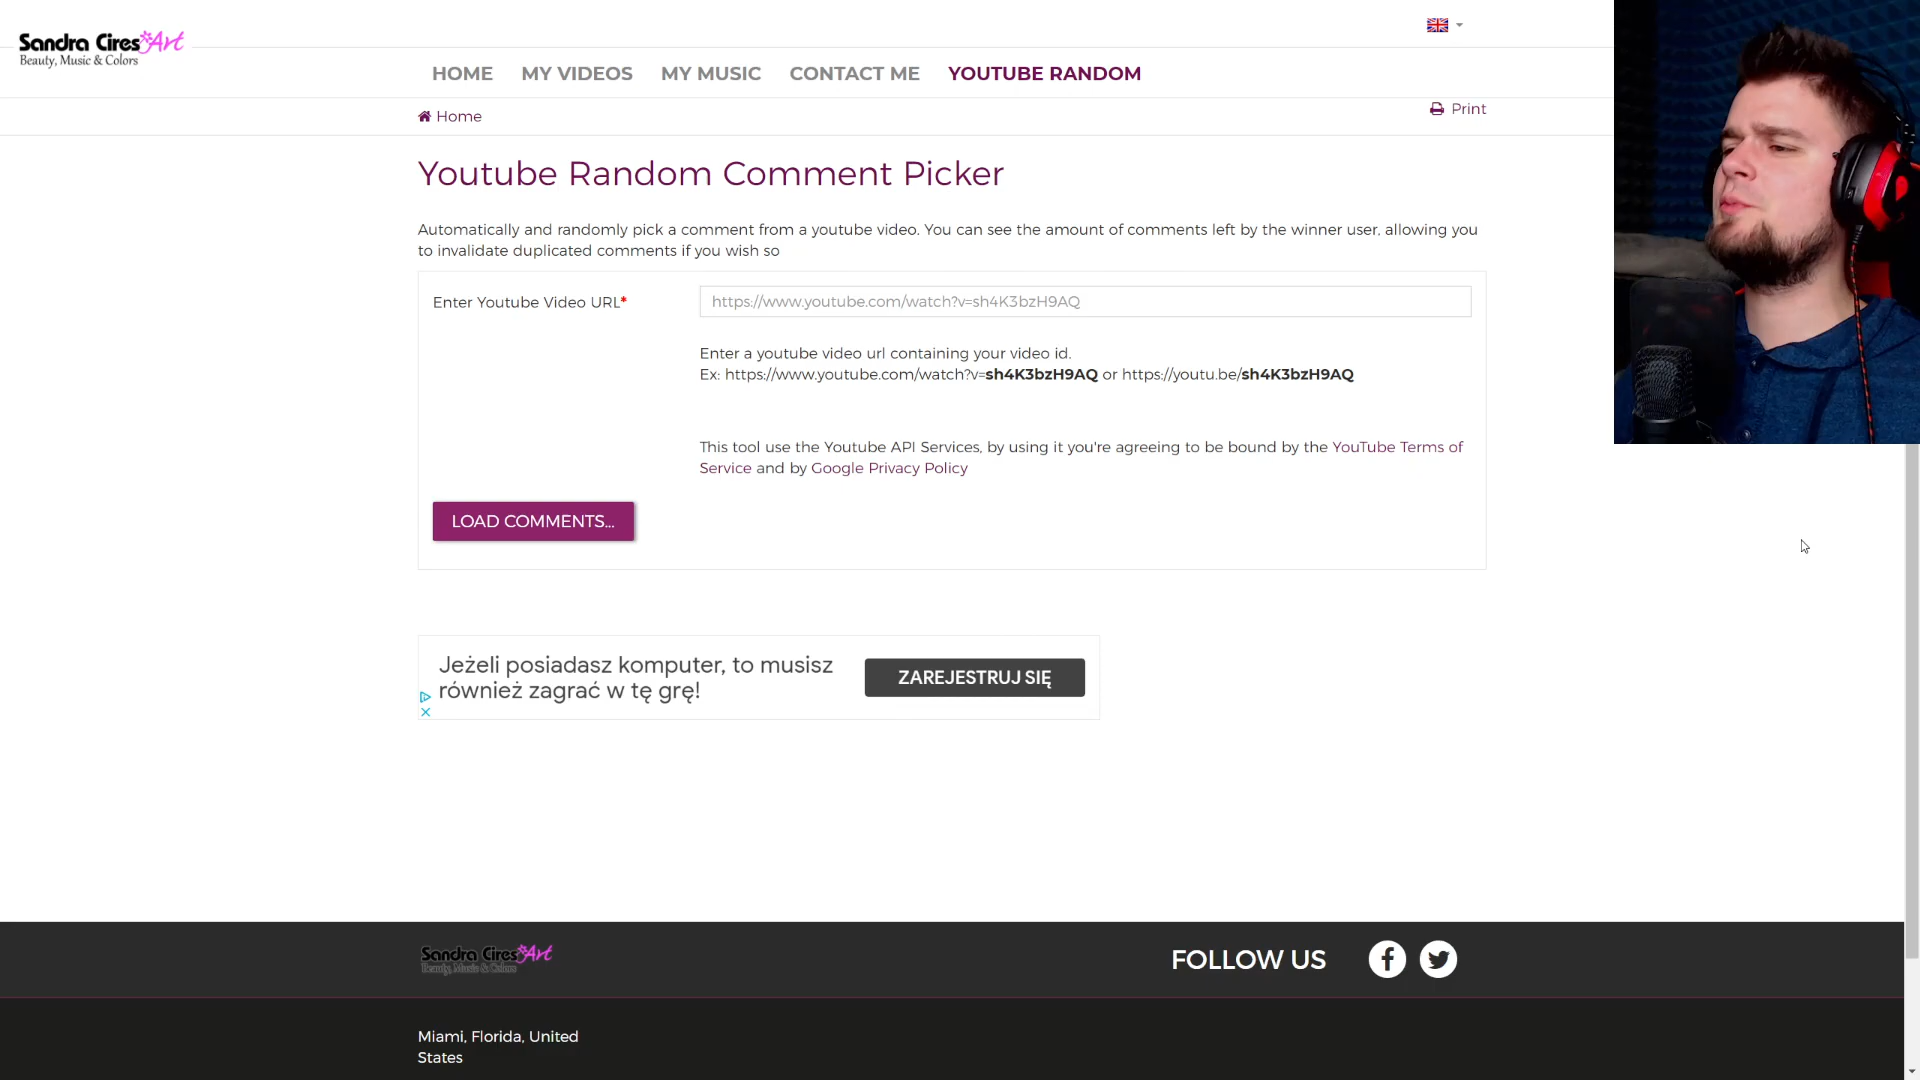 Sandra Cires Art
Beauty, Music & Colors
HOME MY VIDEOS MY MUSIC CONTACT ME YOUTUBE RANDOM
Home
Print
Youtube Random Comment Picker
Automatically and randomly pick a comment from a youtube video. You can see the amount of comments left by the winner user, allowing you
to invalidate duplicated comments if you wish so
Enter Youtube Video URL*
https://www.youtube.com/watch?v=sh4K3bzH9AQ
Enter a youtube video url containing your video id.
Ex: https://www.youtube.com/watch?v=sh4K3bzH9AQ or https://youtu.be/sh4K3bzH9AQ
This tool use the Youtube API Services, by using it you're agreeing to be bound by the YouTube Terms of
Service and by Google Privacy Policy
LOAD COMMENTS...
Jeżeli posiadasz komputer, to musisz
również zagrać w tę grę!
ZAREJESTRUJ SIĘ
Sandra Cires Art
Beauty, Music & Colors
FOLLOW US
Miami, Florida, United
States